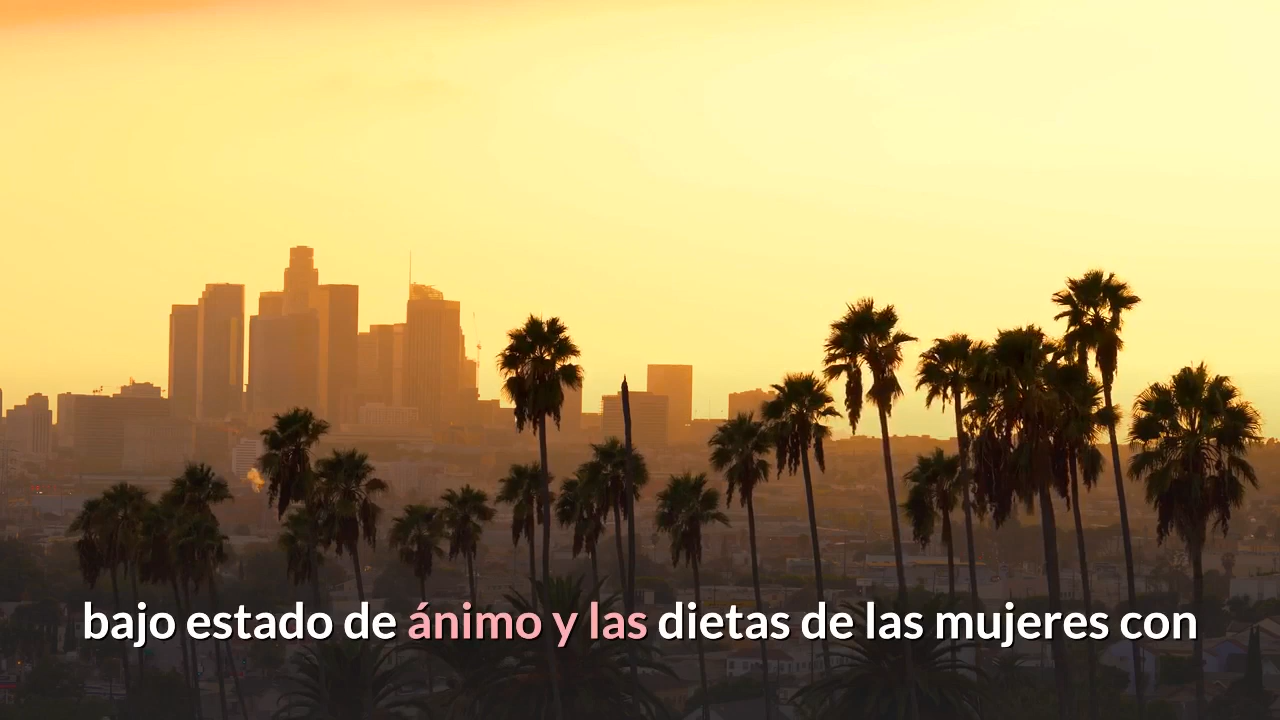 bajo estado de ánimo y las dietas de las mujeres con